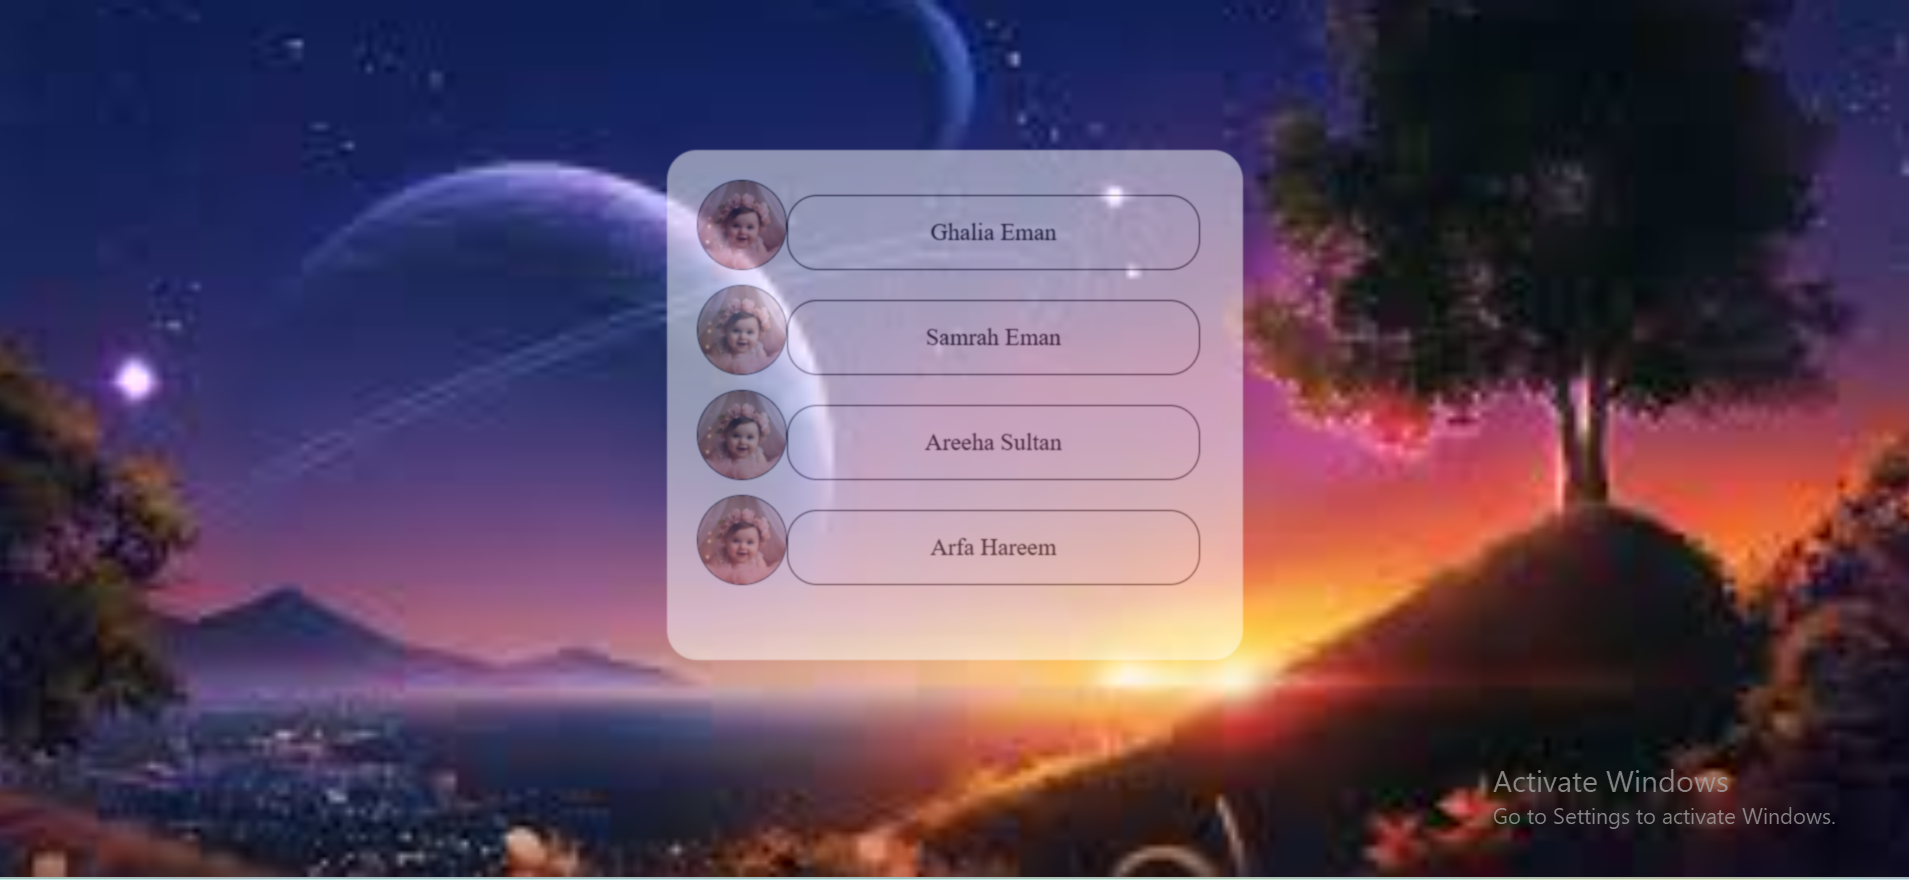 Ghalia Eman
Samrah Eman
Areeha Sultan
Arfa Hareem
Activate Windows
Go to Settings to activate Windows.